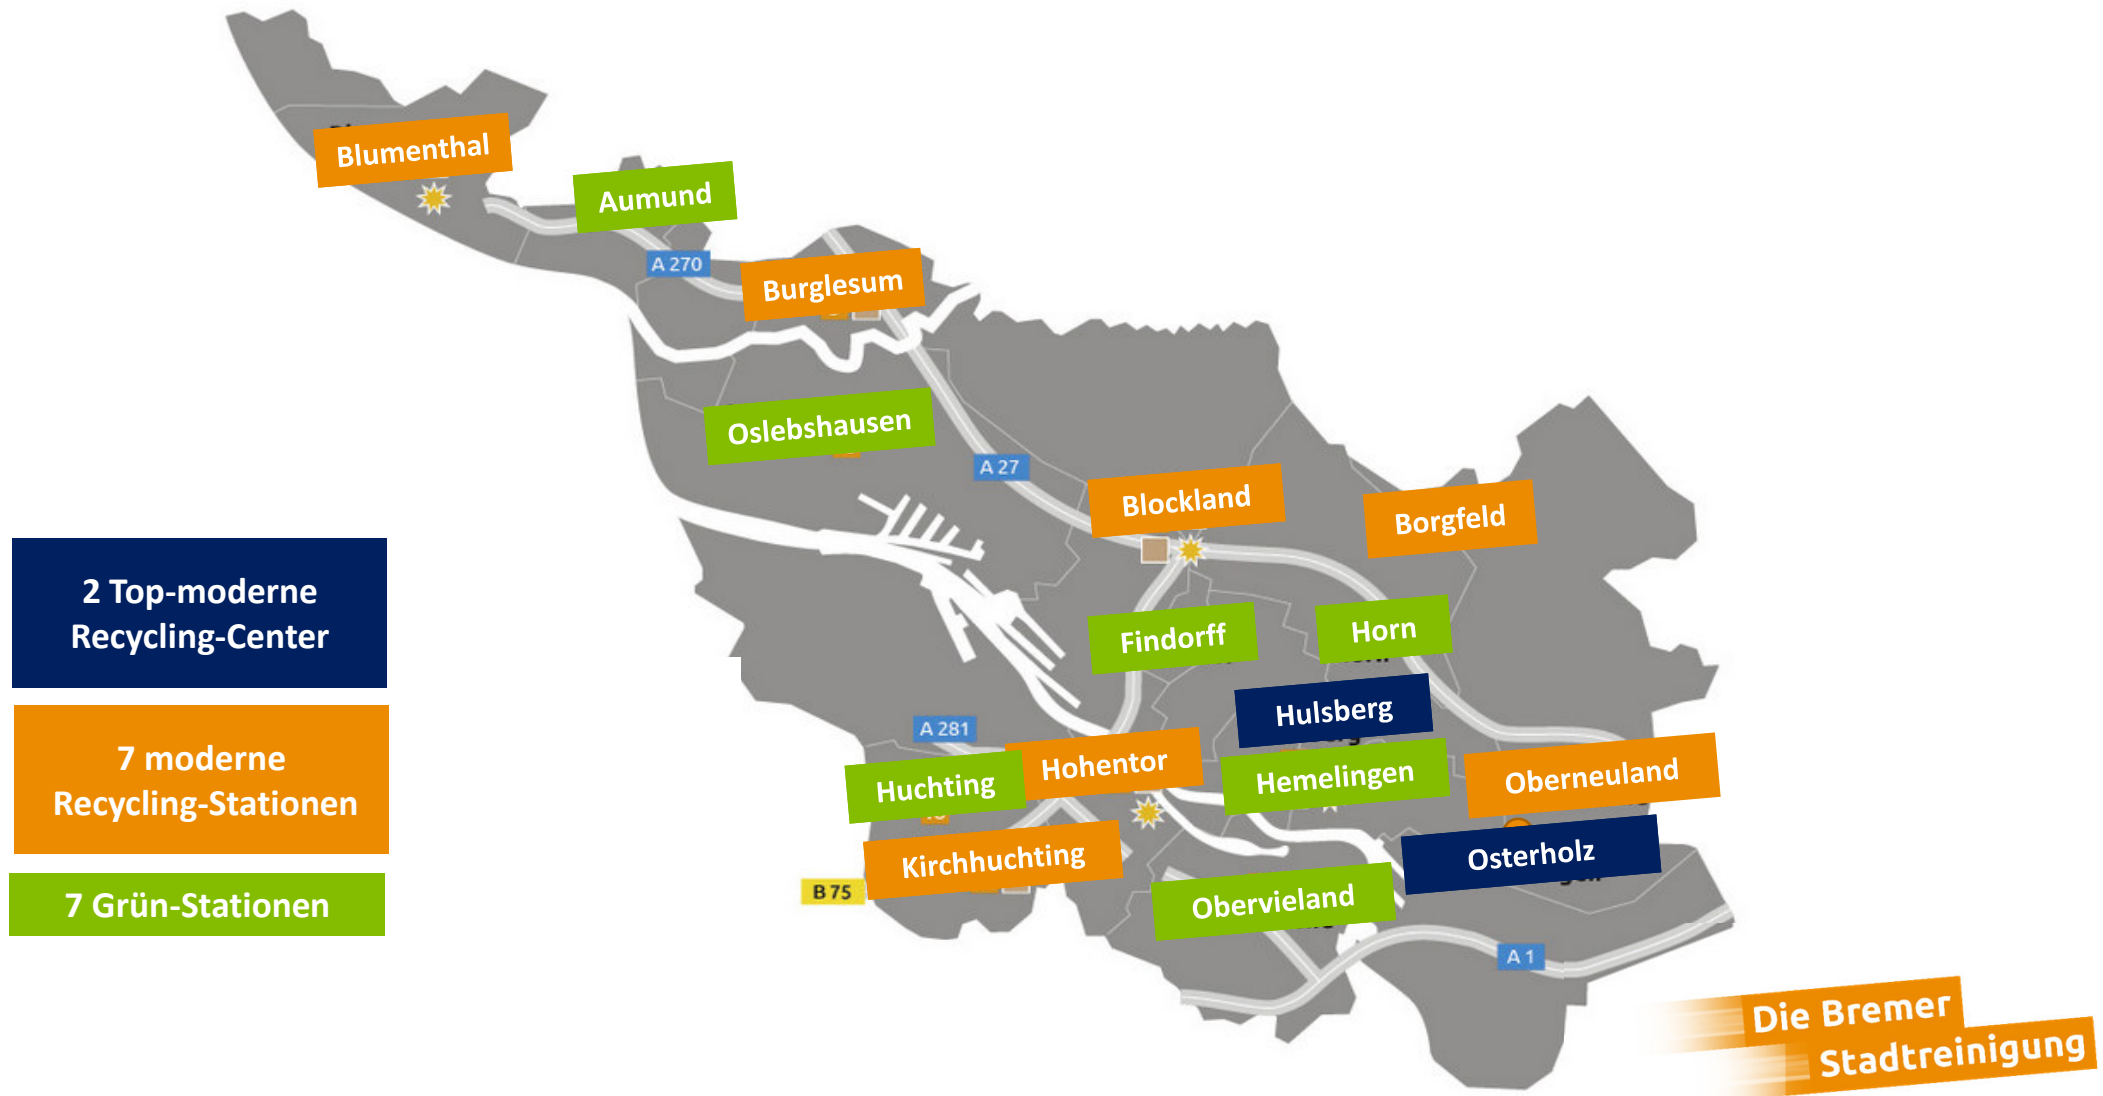 Blumenthal
Aumund
A 270
Burglesum
Oslebshausen
A 27
Blockland
Borgfeld
2 Top-moderne
Recycling-Center
7 moderne
Recycling-Stationen
7 Grün-Stationen
Findorff
Horn
Hulsberg
A 281
Hohentor
Huchting
Hemelingen
Oberneuland
Kirchhuchting
Osterholz
B 75
Obervieland
A 1
Die Bremer
Stadtreinigung